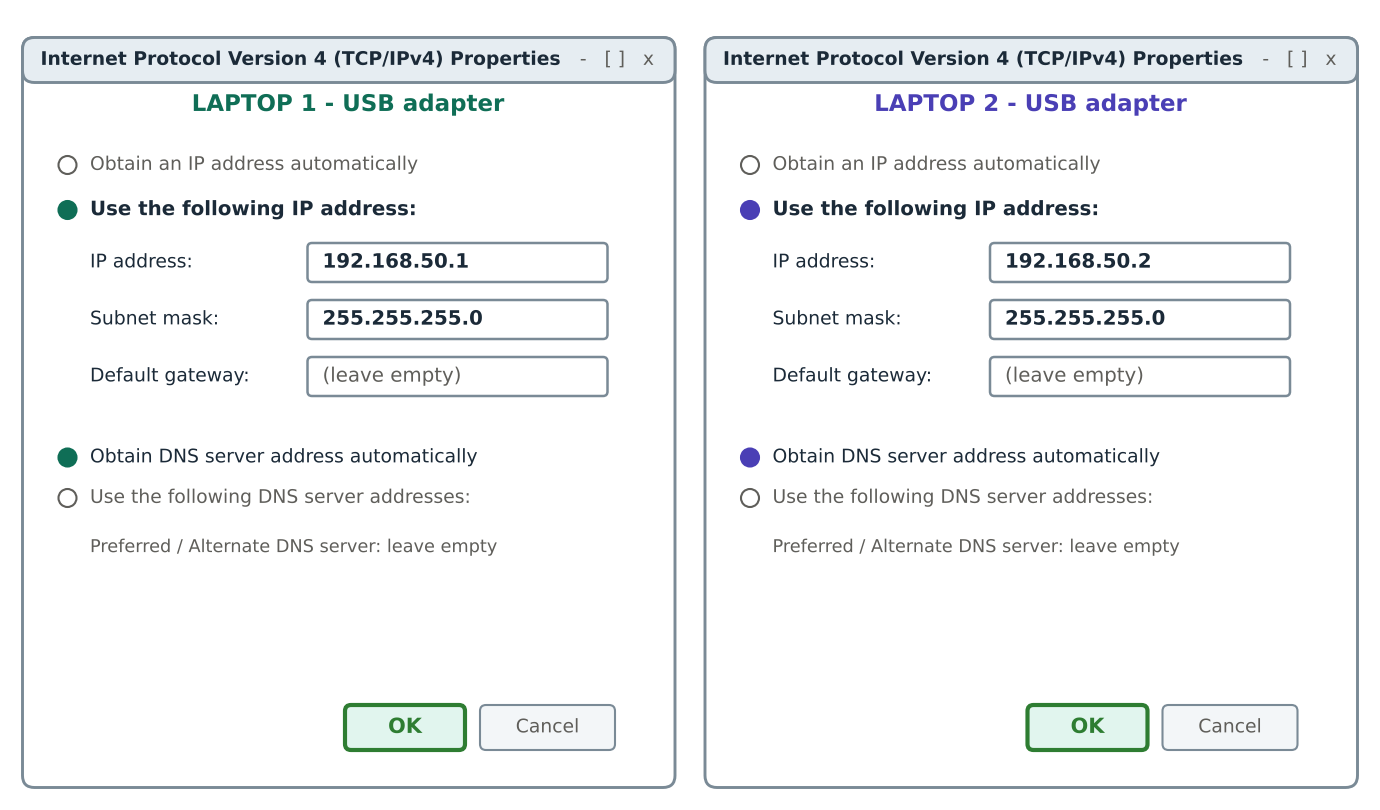 Internet Protocol Version 4 (TCP/IPv4) Properties - [ ] x
LAPTOP 1 - USB adapter
Obtain an IP address automatically
Use the following IP address:
IP address: 192.168.50.1
Subnet mask: 255.255.255.0
Default gateway: (leave empty)
Obtain DNS server address automatically
Use the following DNS server addresses:
Preferred / Alternate DNS server: leave empty
OK Cancel
Internet Protocol Version 4 (TCP/IPv4) Properties - [ ] x
LAPTOP 2 - USB adapter
Obtain an IP address automatically
Use the following IP address:
IP address: 192.168.50.2
Subnet mask: 255.255.255.0
Default gateway: (leave empty)
Obtain DNS server address automatically
Use the following DNS server addresses:
Preferred / Alternate DNS server: leave empty
OK Cancel